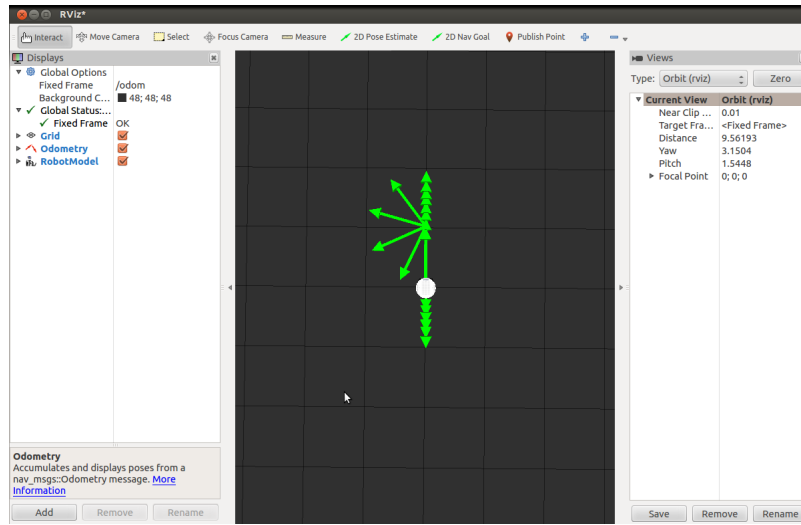 RViz*
Interact Move Camera Select Focus Camera Measure 2D Pose Estimate 2D Nav Goal Publish Point
Displays
Global Options
Fixed Frame /odom
Background C... 48; 48; 48
Global Status:...
Fixed Frame OK
Grid
Odometry
RobotModel
Odometry
Accumulates and displays poses from a
nav_msgs::Odometry message. More
Information
Add Remove Rename
Views
Type: Orbit (rviz) Zero
Current View Orbit (rviz)
Near Clip ... 0.01
Target Fra... <Fixed Frame>
Distance 9.56193
Yaw 3.1504
Pitch 1.5448
Focal Point 0; 0; 0
Save Remove Rename